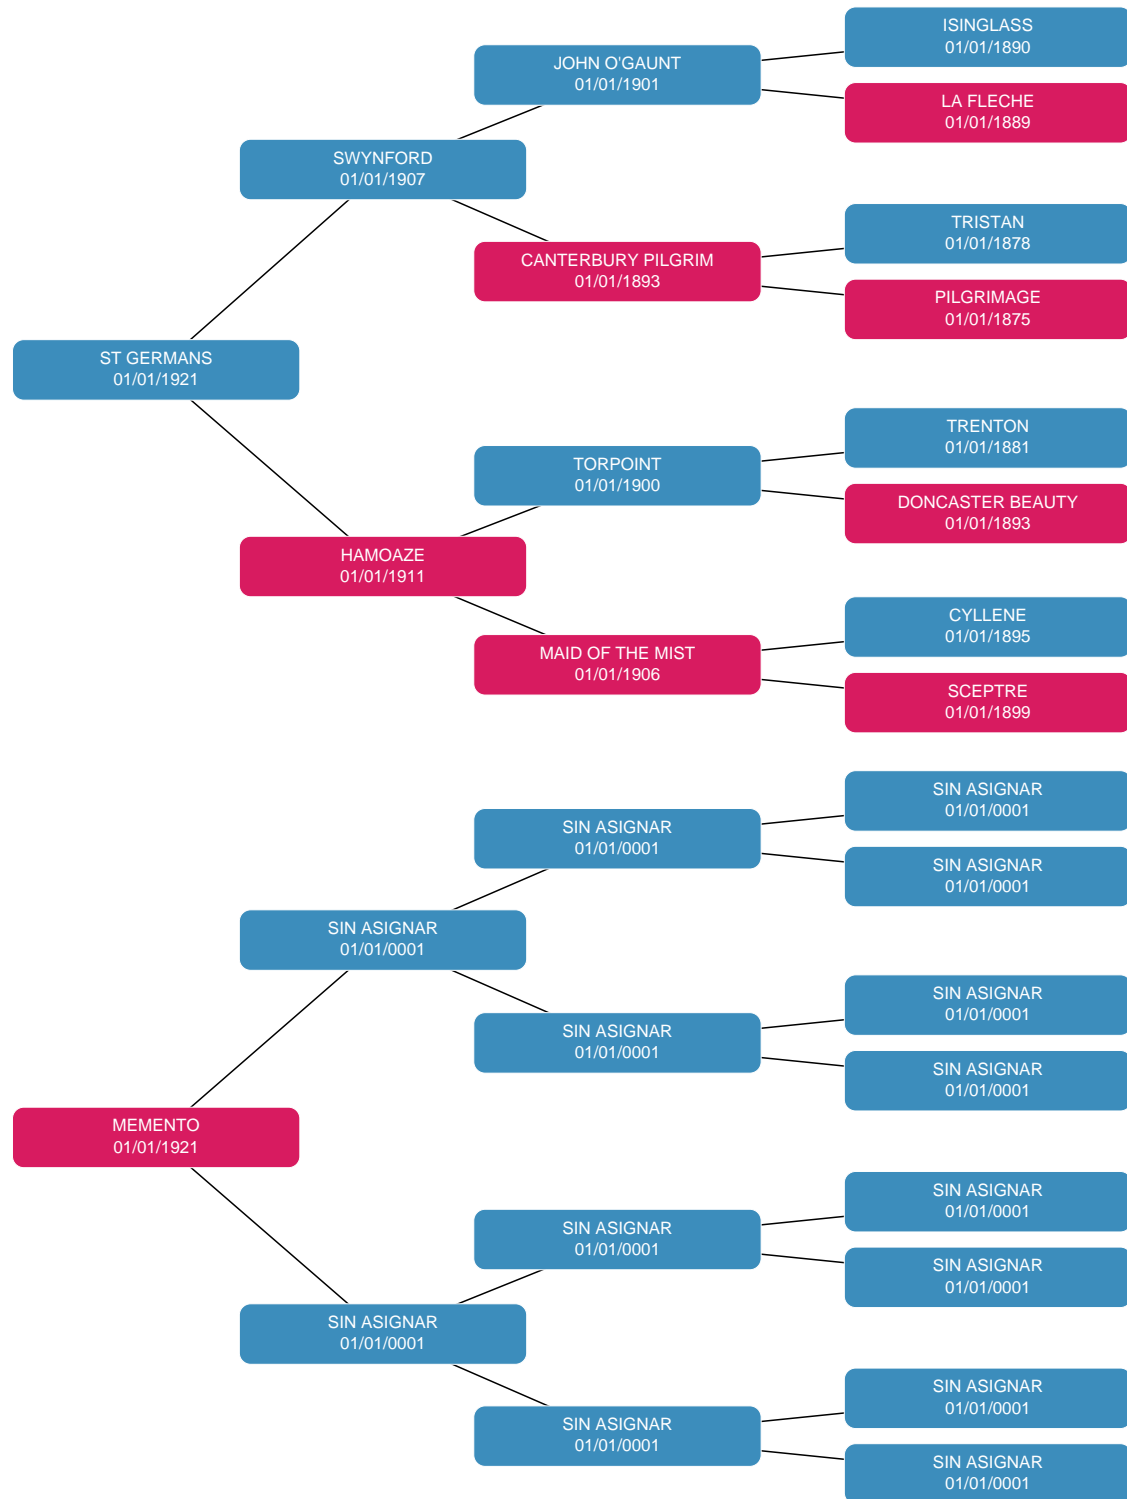 ISINGLASS
01/01/1890
JOHN O'GAUNT
01/01/1901
LA FLECHE
01/01/1889
SWYNFORD
01/01/1907
TRISTAN
01/01/1878
CANTERBURY PILGRIM
01/01/1893
PILGRIMAGE
01/01/1875
ST GERMANS
01/01/1921
TRENTON
01/01/1881
TORPOINT
01/01/1900
DONCASTER BEAUTY
01/01/1893
HAMOAZE
01/01/1911
CYLLENE
01/01/1895
MAID OF THE MIST
01/01/1906
SCEPTRE
01/01/1899
SIN ASIGNAR
01/01/0001
SIN ASIGNAR
01/01/0001
SIN ASIGNAR
01/01/0001
SIN ASIGNAR
01/01/0001
SIN ASIGNAR
01/01/0001
SIN ASIGNAR
01/01/0001
SIN ASIGNAR
01/01/0001
MEMENTO
01/01/1921
SIN ASIGNAR
01/01/0001
SIN ASIGNAR
01/01/0001
SIN ASIGNAR
01/01/0001
SIN ASIGNAR
01/01/0001
SIN ASIGNAR
01/01/0001
SIN ASIGNAR
01/01/0001
SIN ASIGNAR
01/01/0001